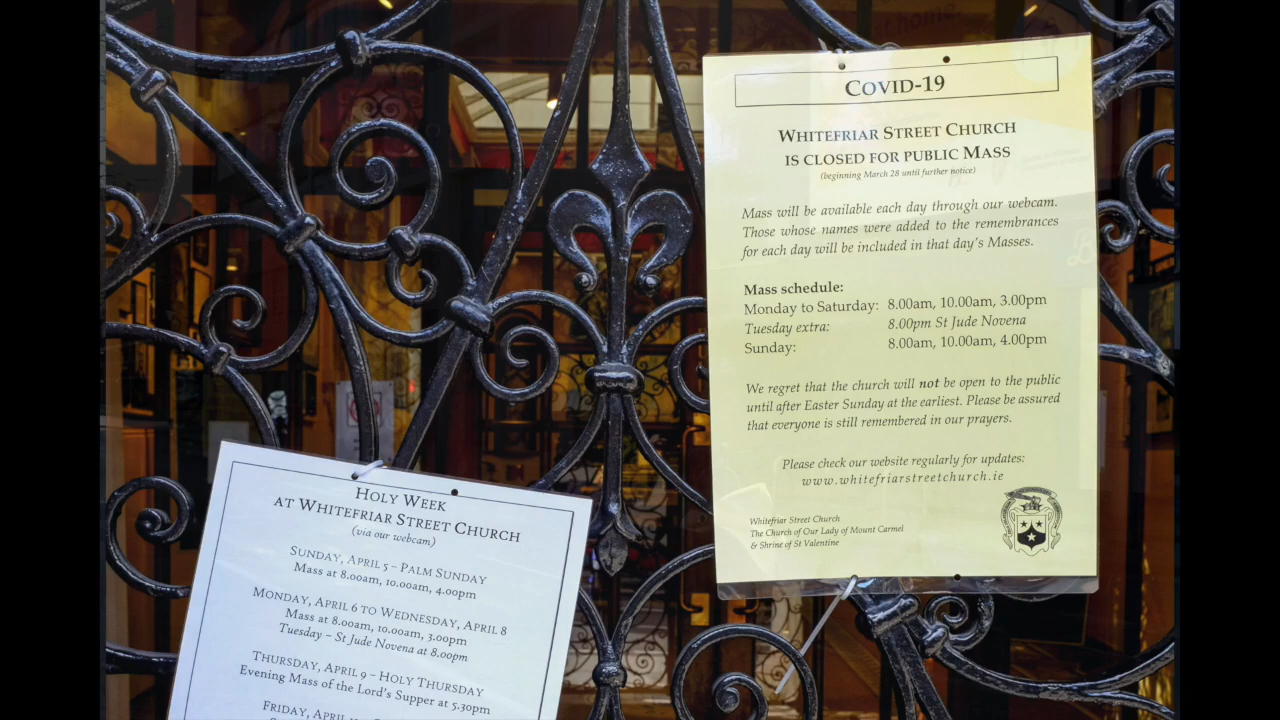 COVID-19
WHITEFRIAR STREET CHURCH
IS CLOSED FOR PUBLIC MASS
(beginning March 28 until further notice)
Mass will be available each day through our webcam.
Those whose names were added to the remembrances
for each day will be included in that day's Masses.
Mass schedule:
Monday to Saturday: 8.00am, 10.00am, 3.00pm
Tuesday extra: 8.00pm St Jude Novena
Sunday: 8.00am, 10.00am, 4.00pm
We regret that the church will not be open to the public
until after Easter Sunday at the earliest. Please be assured
that everyone is still remembered in our prayers.
Please check our website regularly for updates:
www.whitefriarstreetchurch.ie
Whitefriar Street Church
The Church of Our Lady of Mount Carmel
& Shrine of St Valentine
HOLY WEEK
AT WHITEFRIAR STREET CHURCH
(via our webcam)
SUNDAY, APRIL 5 – PALM SUNDAY
Mass at 8.00am, 10.00am, 4.00pm
MONDAY, APRIL 6 TO WEDNESDAY, APRIL 8
Mass at 8.00am, 10.00am, 3.00pm
Tuesday – St Jude Novena at 8.00pm
THURSDAY, APRIL 9 – HOLY THURSDAY
Evening Mass of the Lord's Supper at 5.30pm
FRIDAY, APRIL
at home.